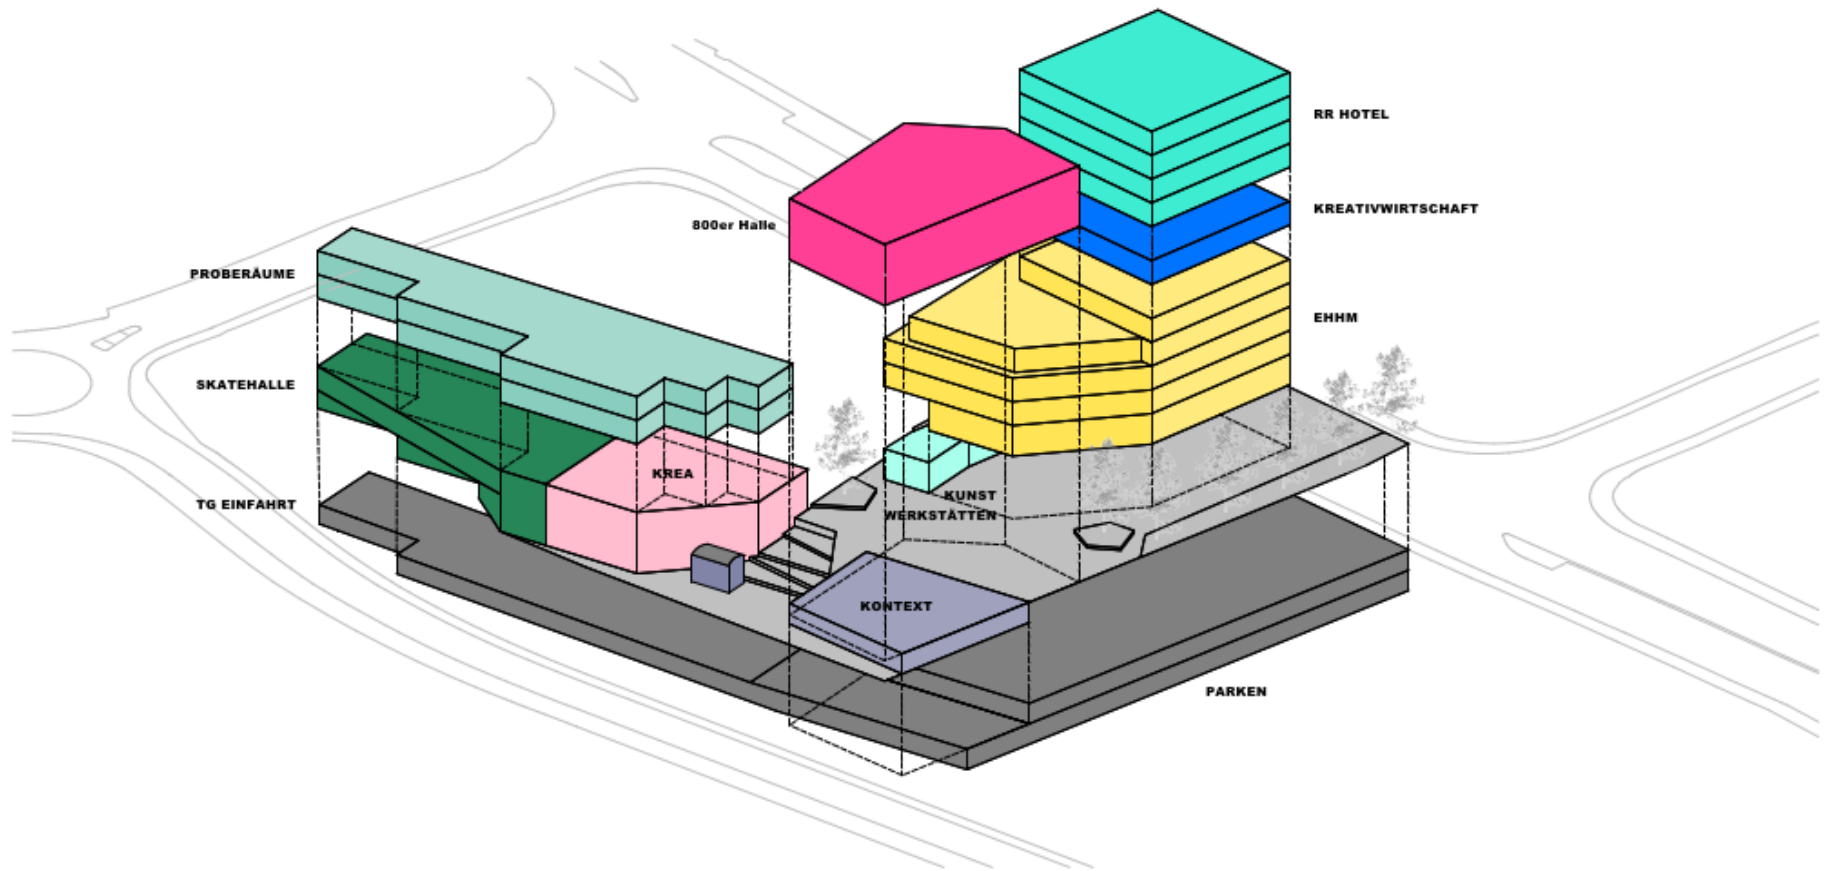 RR HOTEL
KREATIVWIRTSCHAFT
800er Halle
PROBERÄUME
EHHM
SKATEHALLE
KREA
TG EINFAHRT
KUNST
WERKSTÄTTEN
KONTEXT
PARKEN